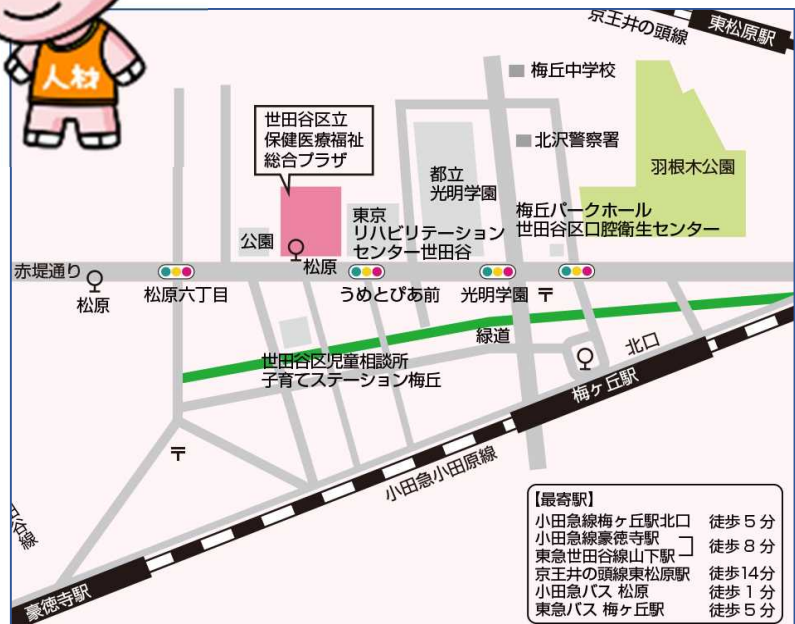 人材
京王井の頭線
東松原駅
梅丘中学校
世田谷区立
保健医療福祉
総合プラザ
北沢警察署
都立
光明学園
羽根木公園
東京
リハビリテーション
センター世田谷
梅丘パークホール
世田谷区口腔衛生センター
公園
松原
赤堤通り
松原
松原六丁目
うめとぴあ前
光明学園
〒
緑道
世田谷区児童相談所
子育てステーション梅丘
北口
梅ヶ丘駅
〒
小田急小田原線
田谷線
豪徳寺駅
【最寄駅】
小田急線梅ヶ丘駅北口 徒歩5分
小田急線豪徳寺駅
東急世田谷線山下駅 徒歩8分
京王井の頭線東松原駅 徒歩14分
小田急バス 松原 徒歩1分
東急バス 梅ヶ丘駅 徒歩5分